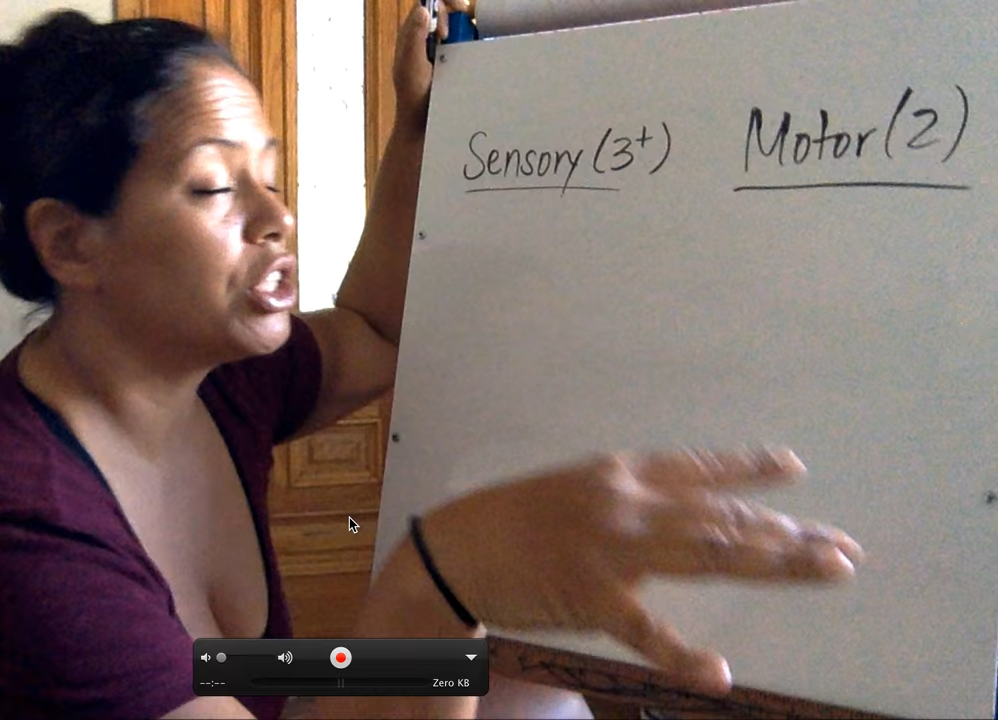 Sensory (3+) Motor (2)
--:-- Zero KB